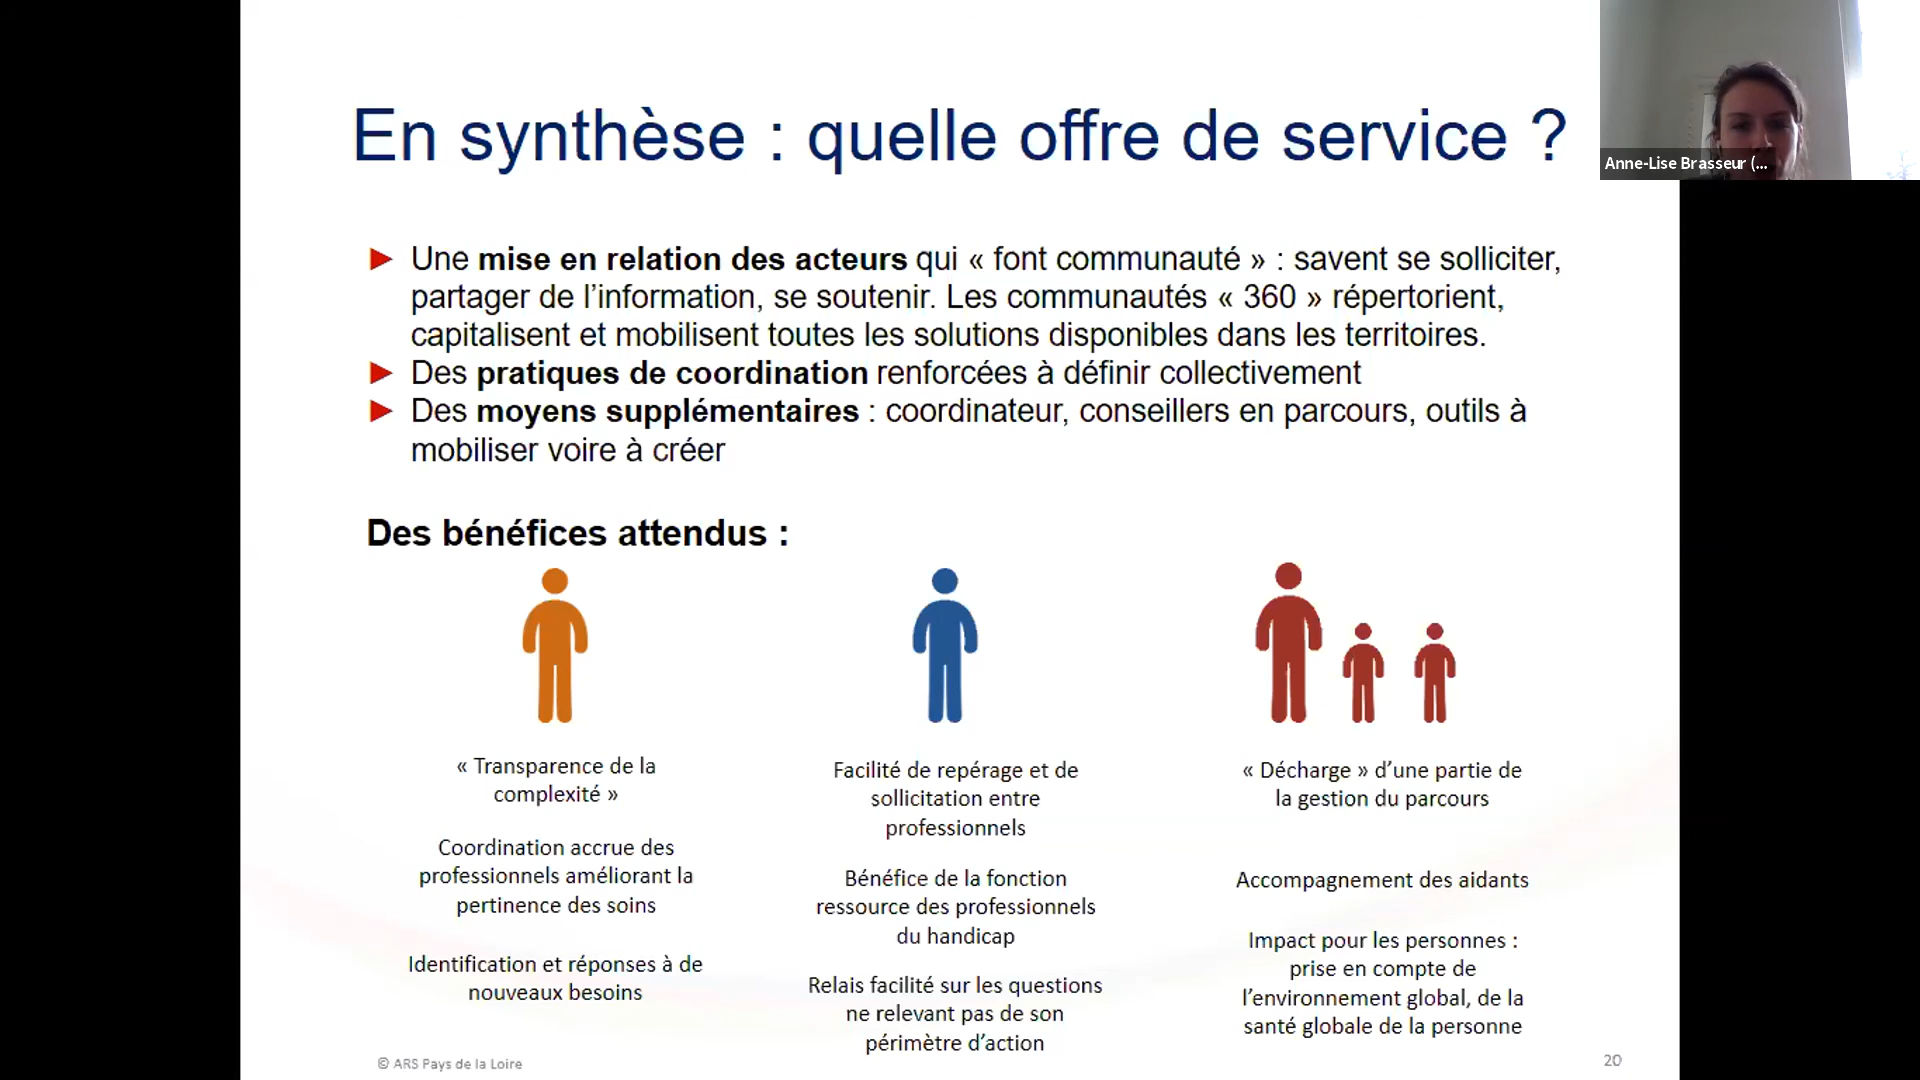 En synthèse : quelle offre de service ?
Anne-Lise Brasseur (...
► Une mise en relation des acteurs qui « font communauté » : savent se solliciter,
partager de l’information, se soutenir. Les communautés « 360 » répertorient,
capitalisent et mobilisent toutes les solutions disponibles dans les territoires.
► Des pratiques de coordination renforcées à définir collectivement
► Des moyens supplémentaires : coordinateur, conseillers en parcours, outils à
mobiliser voire à créer
Des bénéfices attendus :
« Transparence de la
complexité »
Coordination accrue des
professionnels améliorant la
pertinence des soins
Identification et réponses à de
nouveaux besoins
Facilité de repérage et de
sollicitation entre
professionnels
Bénéfice de la fonction
ressource des professionnels
du handicap
Relais facilité sur les questions
ne relevant pas de son
périmètre d’action
« Décharge » d’une partie de
la gestion du parcours
Accompagnement des aidants
Impact pour les personnes :
prise en compte de
l’environnement global, de la
santé globale de la personne
© ARS Pays de la Loire
20